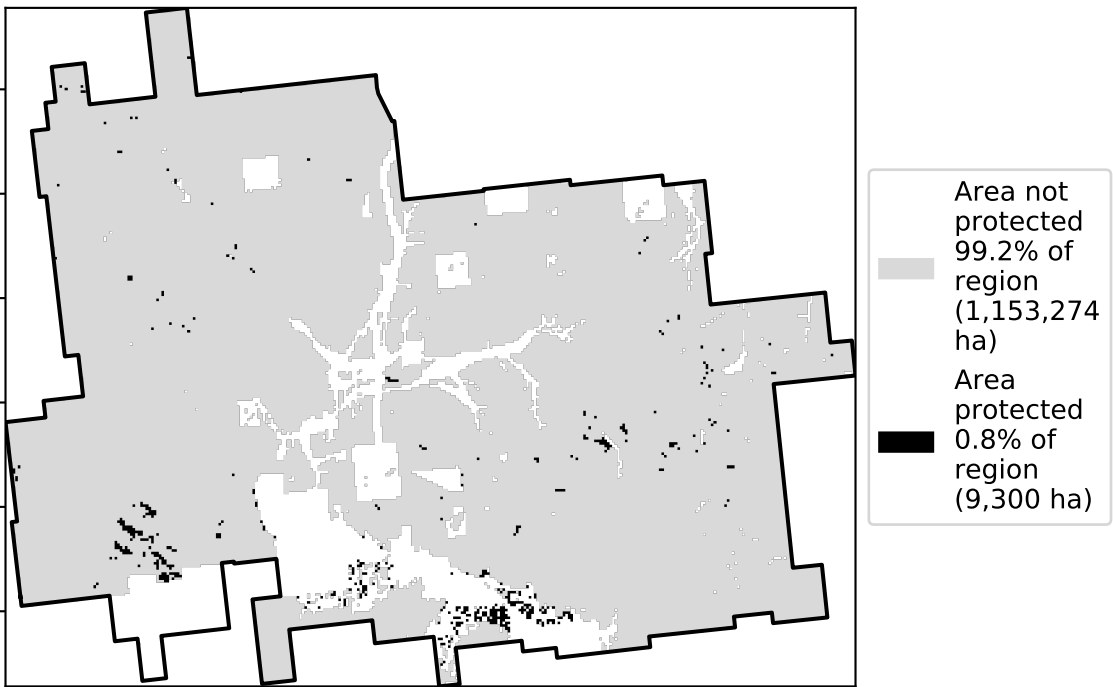 Area not
protected
99.2% of
region
(1,153,274
ha)
Area
protected
0.8% of
region
(9,300 ha)